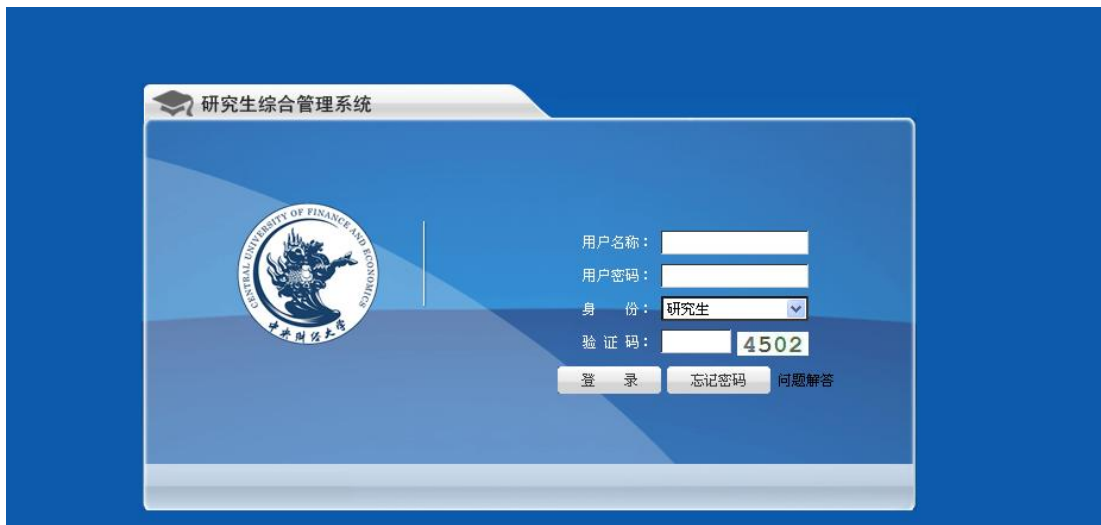 研究生综合管理系统
CENTRAL UNIVERSITY OF FINANCE AND ECONOMICS
中央财经大学
用户名称：
用户密码：
身 份： 研究生
验 证 码： 4502
登 录 忘记密码 问题解答